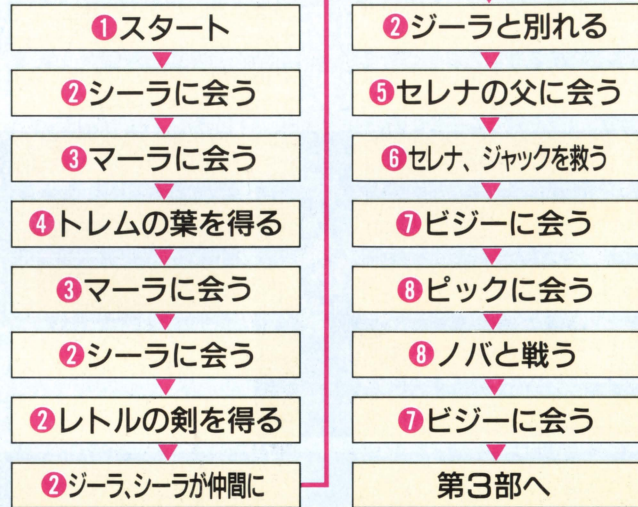 ❶スタート
❷シーラに会う
❸マーラに会う
❹トレムの葉を得る
❸マーラに会う
❷シーラに会う
❷レトルの剣を得る
❷ジーラ、シーラが仲間に
❷ジーラと別れる
❺セレナの父に会う
❻セレナ、ジャックを救う
❼ビジーに会う
❽ピックに会う
❽ノバと戦う
❼ビジーに会う
第3部へ